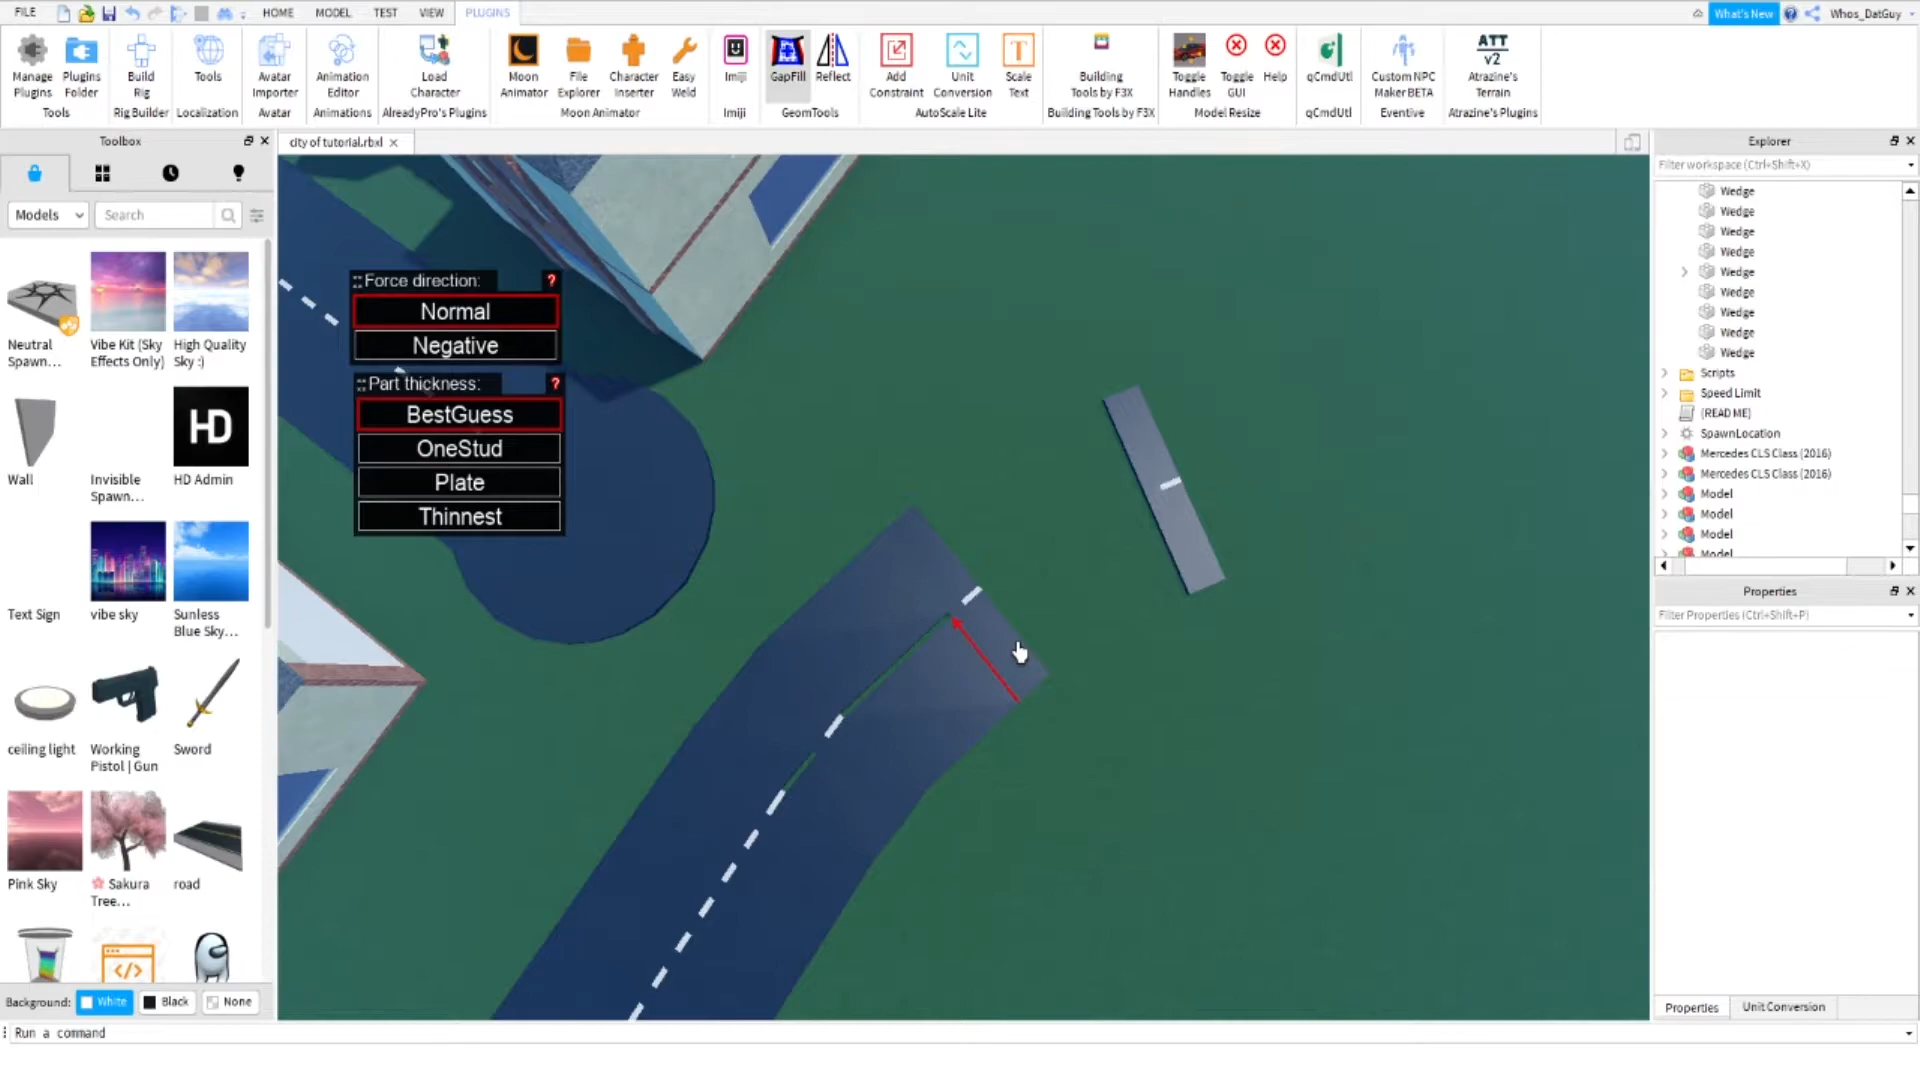 FILE
HOME
MODEL
TEST
VIEW
PLUGINS
What's New
Whos_DatGuy
Manage Plugins
Plugins Folder
Build Rig
Tools
Avatar Importer
Animation Editor
Load Character
Moon Animator
File Explorer
Character Inserter
Easy Weld
Imiji
GapFill
Reflect
Add Constraint
Unit Conversion
Scale Text
Building Tools by F3X
Toggle Handles
Toggle GUI
Help
qCmdUtl
Custom NPC Maker BETA
ATT v2
Atrazine's Terrain
Tools
Rig Builder
Localization
Avatar
Animations
AlreadyPro's Plugins
Moon Animator
Imiji
GeomTools
AutoScale Lite
Building Tools by F3X
Model Resize
qCmdUtl
Eventive
Atrazine's Plugins
Toolbox
city of tutorial.rbxl
Models
Search
Neutral Spawn...
Vibe Kit (Sky Effects Only)
High Quality Sky :)
Wall
Invisible Spawn...
HD
HD Admin
Text Sign
vibe sky
Sunless Blue Sky...
ceiling light
Working Pistol | Gun
Sword
Pink Sky
🌸 Sakura Tree...
road
Background:
White
Black
None
Run a command
Force direction:
?
Normal
Negative
Part thickness:
?
BestGuess
OneStud
Plate
Thinnest
Explorer
Filter workspace (Ctrl+Shift+X)
Wedge
Wedge
Wedge
Wedge
Wedge
Wedge
Wedge
Wedge
Wedge
Scripts
Speed Limit
(READ ME)
SpawnLocation
Mercedes CLS Class (2016)
Mercedes CLS Class (2016)
Model
Model
Model
Model
Properties
Filter Properties (Ctrl+Shift+P)
Properties
Unit Conversion